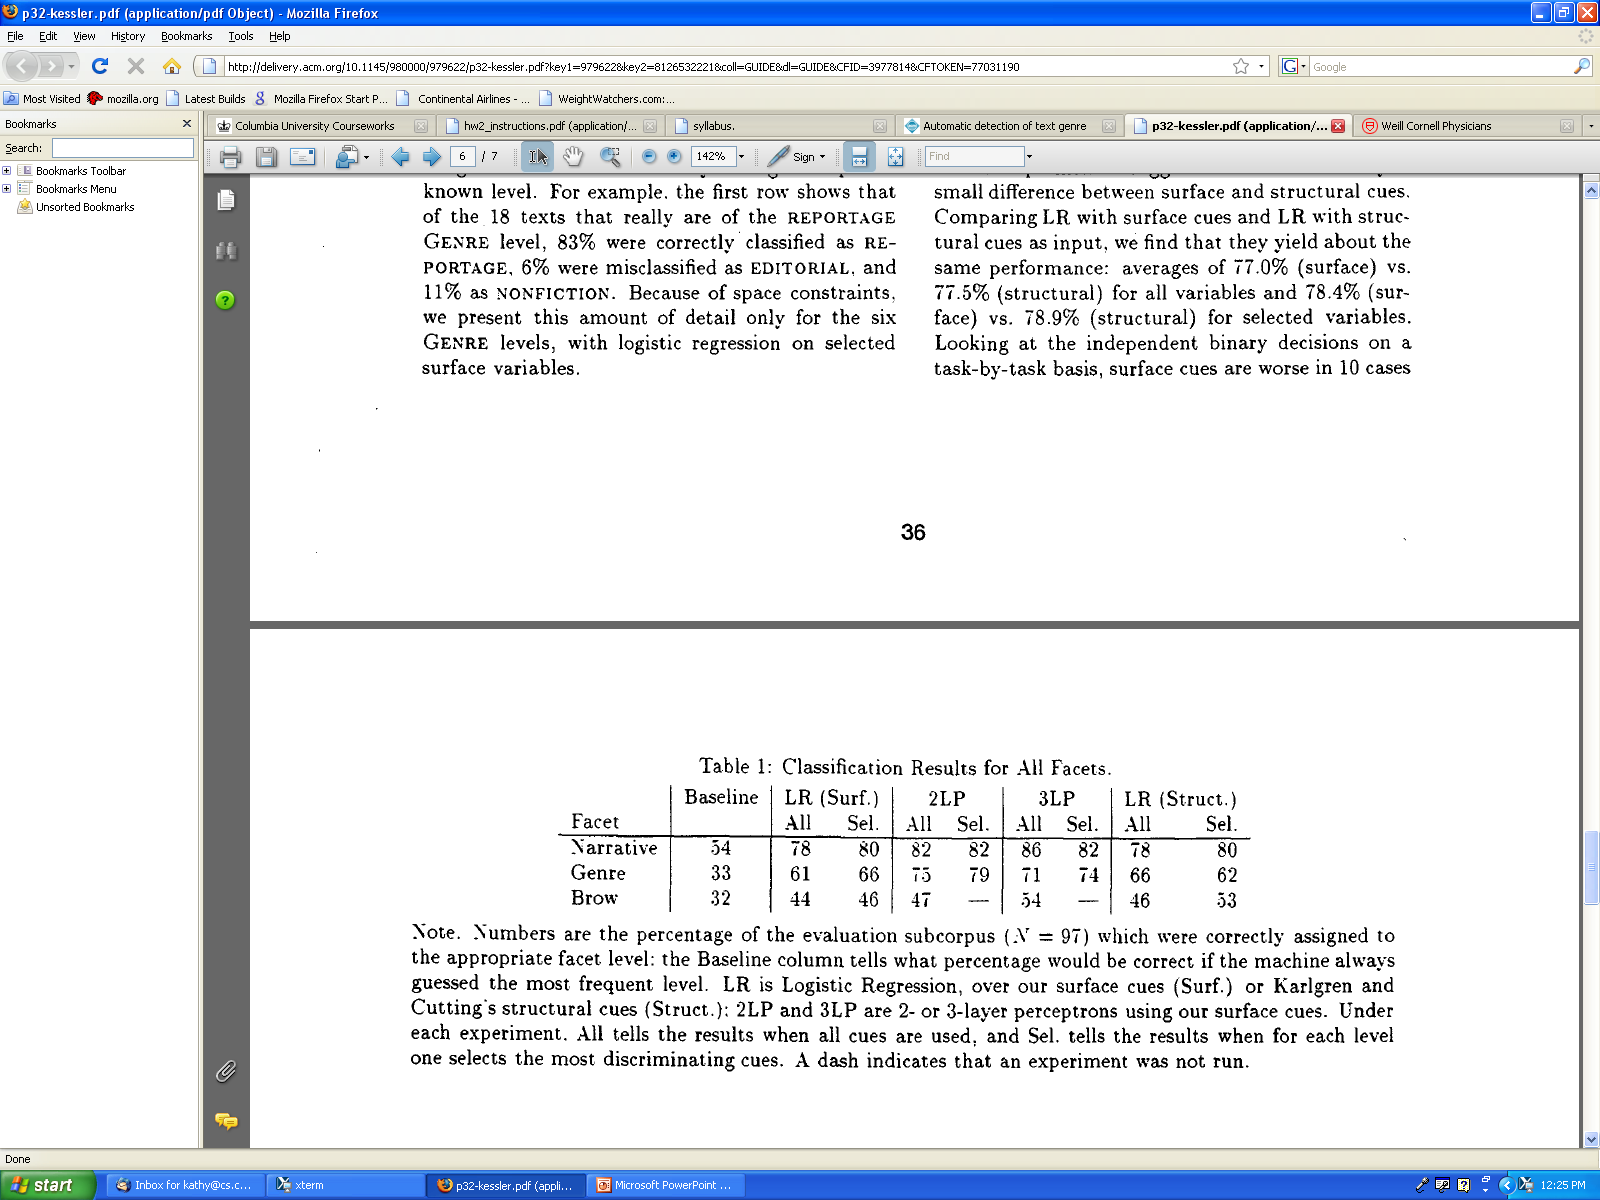 p32-kessler.pdf (application/pdf Object) - Mozilla Firefox
File Edit View History Bookmarks Tools Help
http://delivery.acm.org/10.1145/980000/979622/p32-kessler.pdf?key1=979622&key2=8126532221&coll=GUIDE&dl=GUIDE&CFID=3977814&CFTOKEN=77031190
Google
Most Visited mozilla.org Latest Builds Mozilla Firefox Start P... Continental Airlines - ... WeightWatchers.com:...
Bookmarks
Search:
Bookmarks Toolbar
Bookmarks Menu
Unsorted Bookmarks
Columbia University Courseworks hw2_instructions.pdf (application/... syllabus. Automatic detection of text genre p32-kessler.pdf (application/... Weill Cornell Physicians
6 / 7 142% Sign Find
known level. For example, the first row shows that
of the 18 texts that really are of the REPORTAGE
GENRE level, 83% were correctly classified as RE-
PORTAGE, 6% were misclassified as EDITORIAL, and
11% as NONFICTION. Because of space constraints,
we present this amount of detail only for the six
GENRE levels, with logistic regression on selected
surface variables.
small difference between surface and structural cues.
Comparing LR with surface cues and LR with struc-
tural cues as input, we find that they yield about the
same performance: averages of 77.0% (surface) vs.
77.5% (structural) for all variables and 78.4% (sur-
face) vs. 78.9% (structural) for selected variables.
Looking at the independent binary decisions on a
task-by-task basis, surface cues are worse in 10 cases
36
Table 1: Classification Results for All Facets.
Baseline LR (Surf.) 2LP 3LP LR (Struct.)
Facet All Sel. All Sel. All Sel. All Sel.
Narrative 54 78 80 82 82 86 82 78 80
Genre 33 61 66 75 79 71 74 66 62
Brow 32 44 46 47 — 54 — 46 53
Note. Numbers are the percentage of the evaluation subcorpus (N = 97) which were correctly assigned to
the appropriate facet level: the Baseline column tells what percentage would be correct if the machine always
guessed the most frequent level. LR is Logistic Regression, over our surface cues (Surf.) or Karlgren and
Cutting's structural cues (Struct.); 2LP and 3LP are 2- or 3-layer perceptrons using our surface cues. Under
each experiment, All tells the results when all cues are used, and Sel. tells the results when for each level
one selects the most discriminating cues. A dash indicates that an experiment was not run.
Done
start Inbox for kathy@cs.c... xterm p32-kessler.pdf (appli... Microsoft PowerPoint ... 12:25 PM